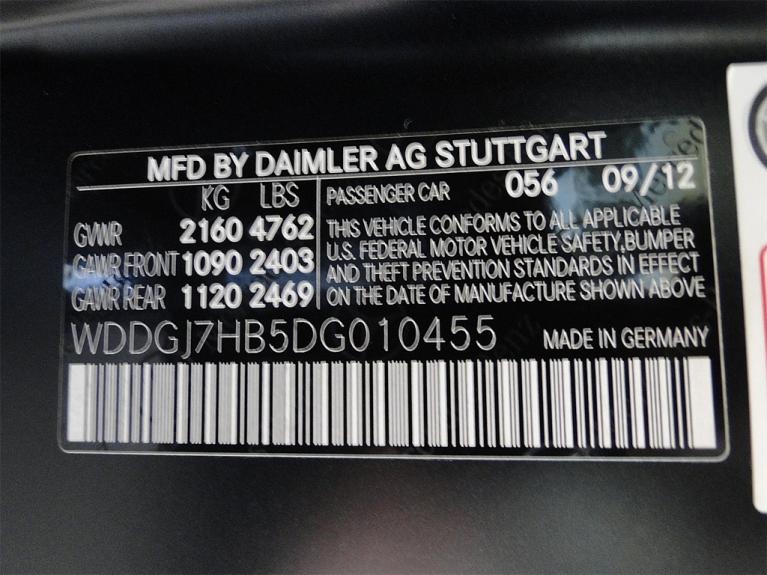 MFD BY DAIMLER AG STUTTGART
KG LBS
GVWR 2160 4762
GAWR FRONT 1090 2403
GAWR REAR 1120 2469
PASSENGER CAR 056 09/12
THIS VEHICLE CONFORMS TO ALL APPLICABLE
U.S. FEDERAL MOTOR VEHICLE SAFETY,BUMPER
AND THEFT PREVENTION STANDARDS IN EFFECT
ON THE DATE OF MANUFACTURE SHOWN ABOVE
WDDGJ7HB5DG010455 MADE IN GERMANY